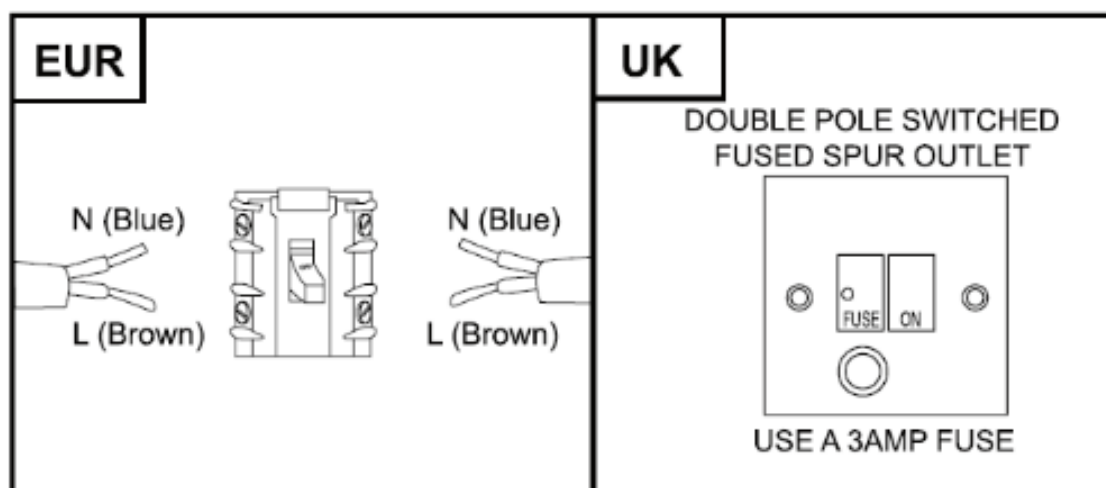 EUR
N (Blue)
L (Brown)
N (Blue)
L (Brown)
UK
DOUBLE POLE SWITCHED
FUSED SPUR OUTLET
FUSE
ON
USE A 3AMP FUSE